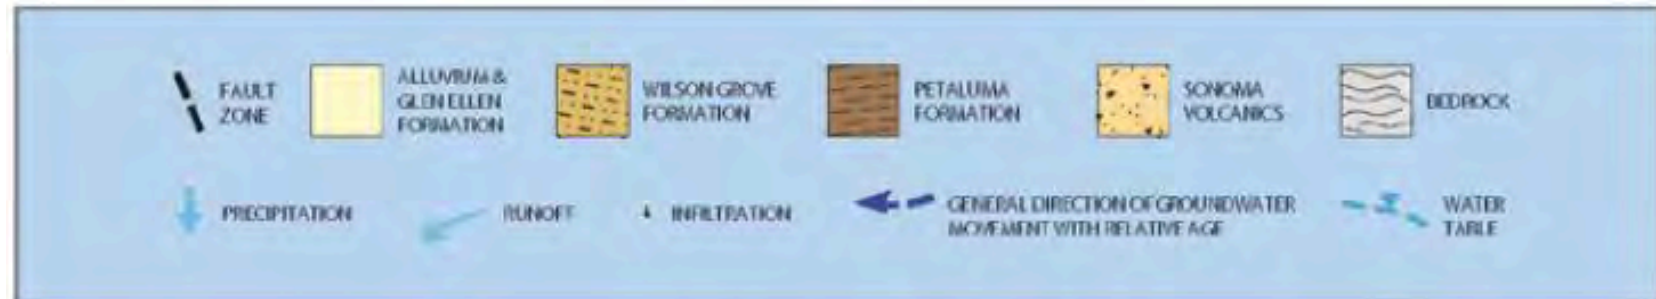 FAULT
ZONE
ALLUVIUM &
GLEN ELLEN
FORMATION
WILSON GROVE
FORMATION
PETALUMA
FORMATION
SONOMA
VOLCANICS
BEDROCK
PRECIPITATION
RUNOFF
INFILTRATION
GENERAL DIRECTION OF GROUNDWATER
MOVEMENT WITH RELATIVE AGE
WATER
TABLE